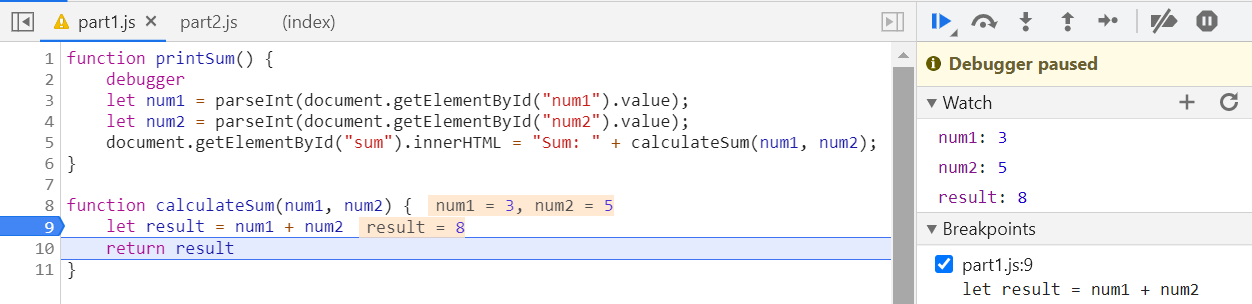 part1.js × part2.js (index)
1 function printSum() {
2     debugger
3     let num1 = parseInt(document.getElementById("num1").value);
4     let num2 = parseInt(document.getElementById("num2").value);
5     document.getElementById("sum").innerHTML = "Sum: " + calculateSum(num1, num2);
6 }
7
8 function calculateSum(num1, num2) { num1 = 3, num2 = 5
9     let result = num1 + num2 result = 8
10     return result
11 }
Debugger paused
Watch
num1: 3
num2: 5
result: 8
Breakpoints
part1.js:9
let result = num1 + num2